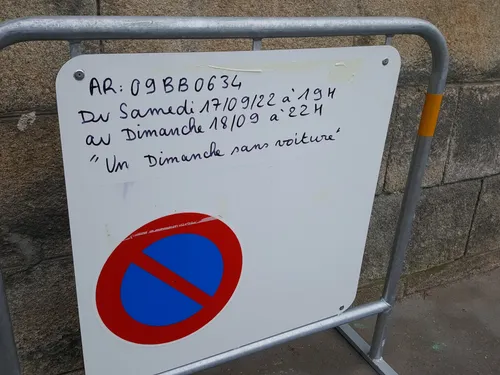 AR: 09BB0634
Du Samedi 17/09/22 à 19H
au Dimanche 18/09 à 22H
"Un Dimanche sans voiture"